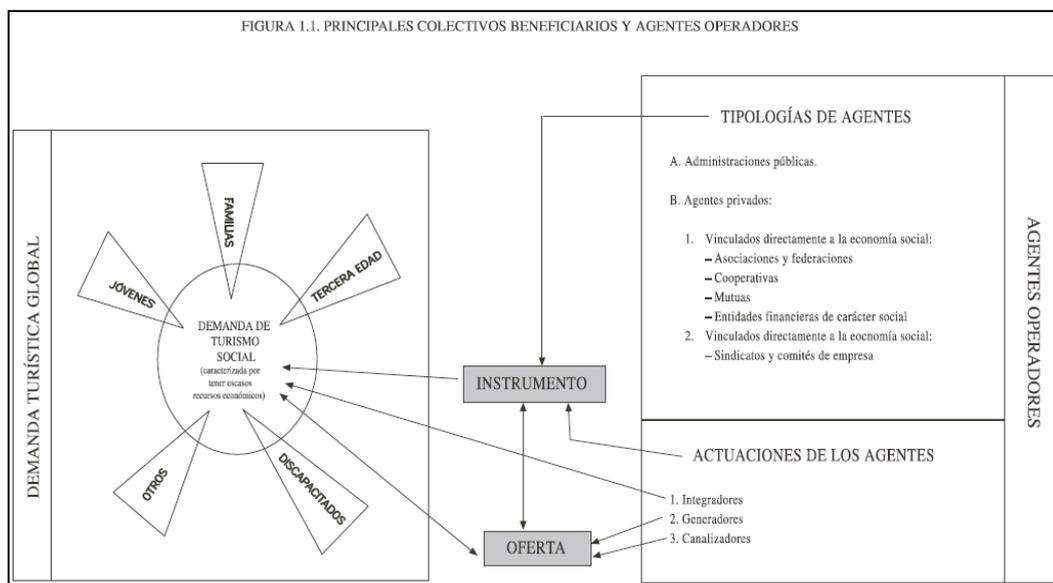 FIGURA 1.1. PRINCIPALES COLECTIVOS BENEFICIARIOS Y AGENTES OPERADORES
DEMANDA TURÍSTICA GLOBAL
FAMILIAS
JÓVENES
TERCERA EDAD
DEMANDA DE
TURISMO
SOCIAL
(caracterizada por
tener escasos
recursos económicos)
OTROS
DISCAPACITADOS
INSTRUMENTO
OFERTA
TIPOLOGÍAS DE AGENTES
A. Administraciones públicas.
B. Agentes privados:
1. Vinculados directamente a la economía social:
– Asociaciones y federaciones
– Cooperativas
– Mutuas
– Entidades financieras de carácter social
2. Vinculados directamente a la eocnomía social:
– Sindicatos y comités de empresa
ACTUACIONES DE LOS AGENTES
1. Integradores
2. Generadores
3. Canalizadores
AGENTES OPERADORES